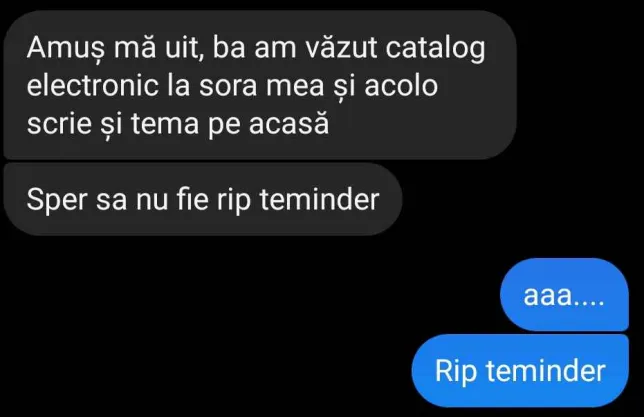 Amuș mă uit, ba am văzut catalog
electronic la sora mea și acolo
scrie și tema pe acasă
Sper sa nu fie rip teminder
aaa....
Rip teminder